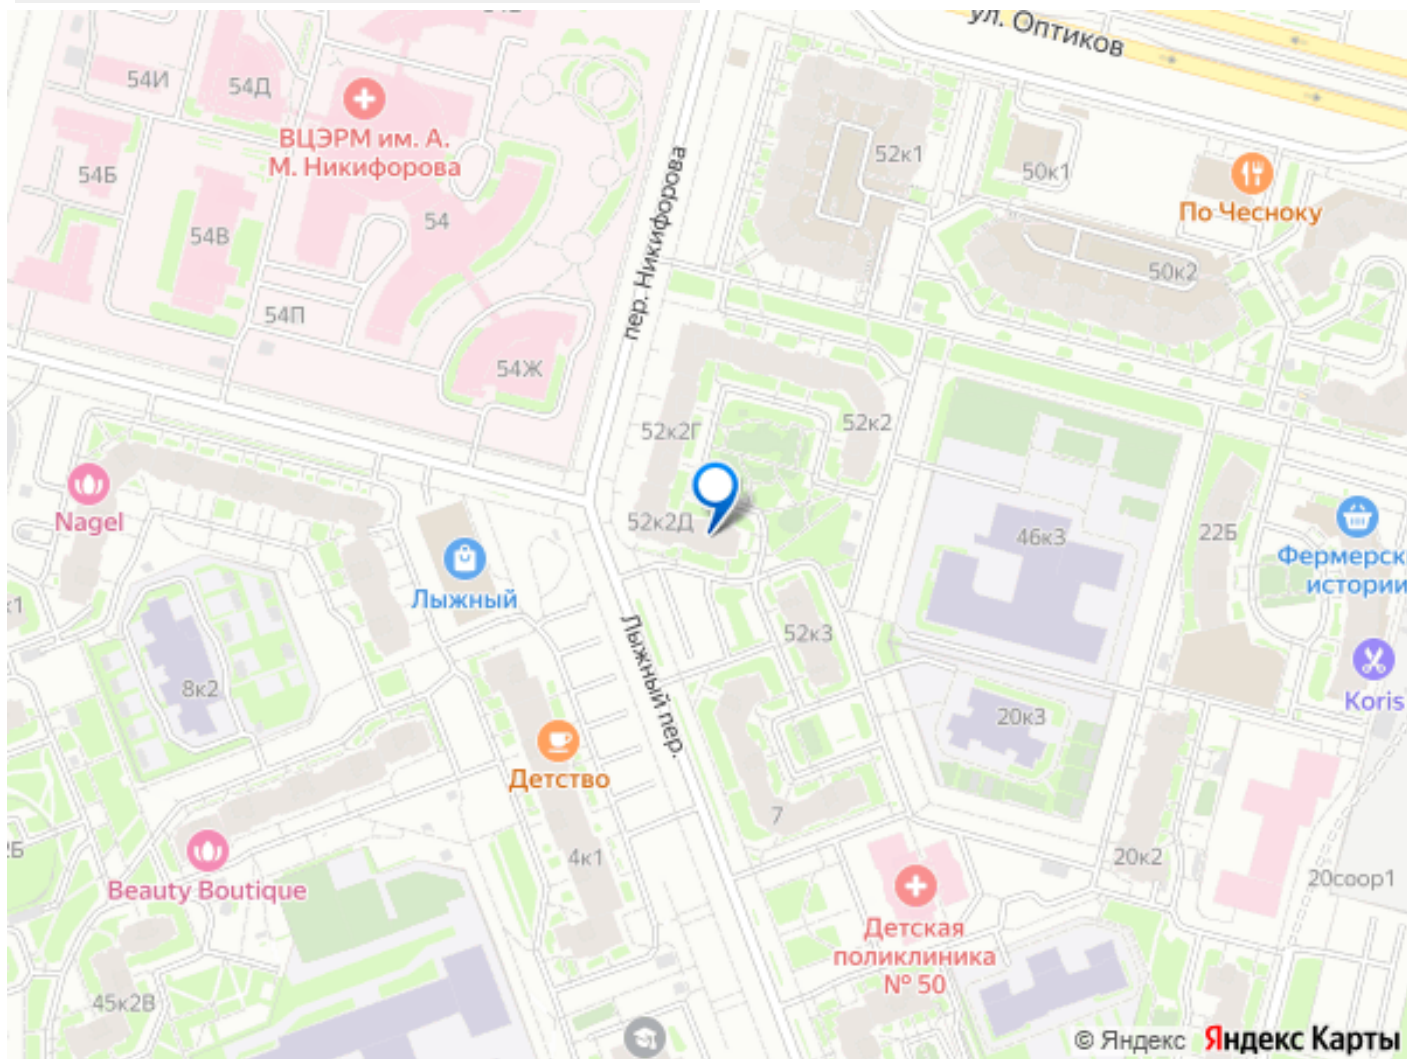 ул. Оптиков
54И
54Д
ВЦЭРМ им. А.
М. Никифорова
52к1
50к1
По Чесноку
54Б
54
54В
пер. Никифорова
50к2
54П
54Ж
52к2Г
52к2
Nagel
52к2Д
46к3
22Б
Фермерск
истории
Лыжный
Лыжный пер.
52к3
8к2
20к3
Koris
Детство
7
4к1
20к2
20соор1
Beauty Boutique
Детская
поликлиника
№ 50
45к2В
© Яндекс Яндекс Карты